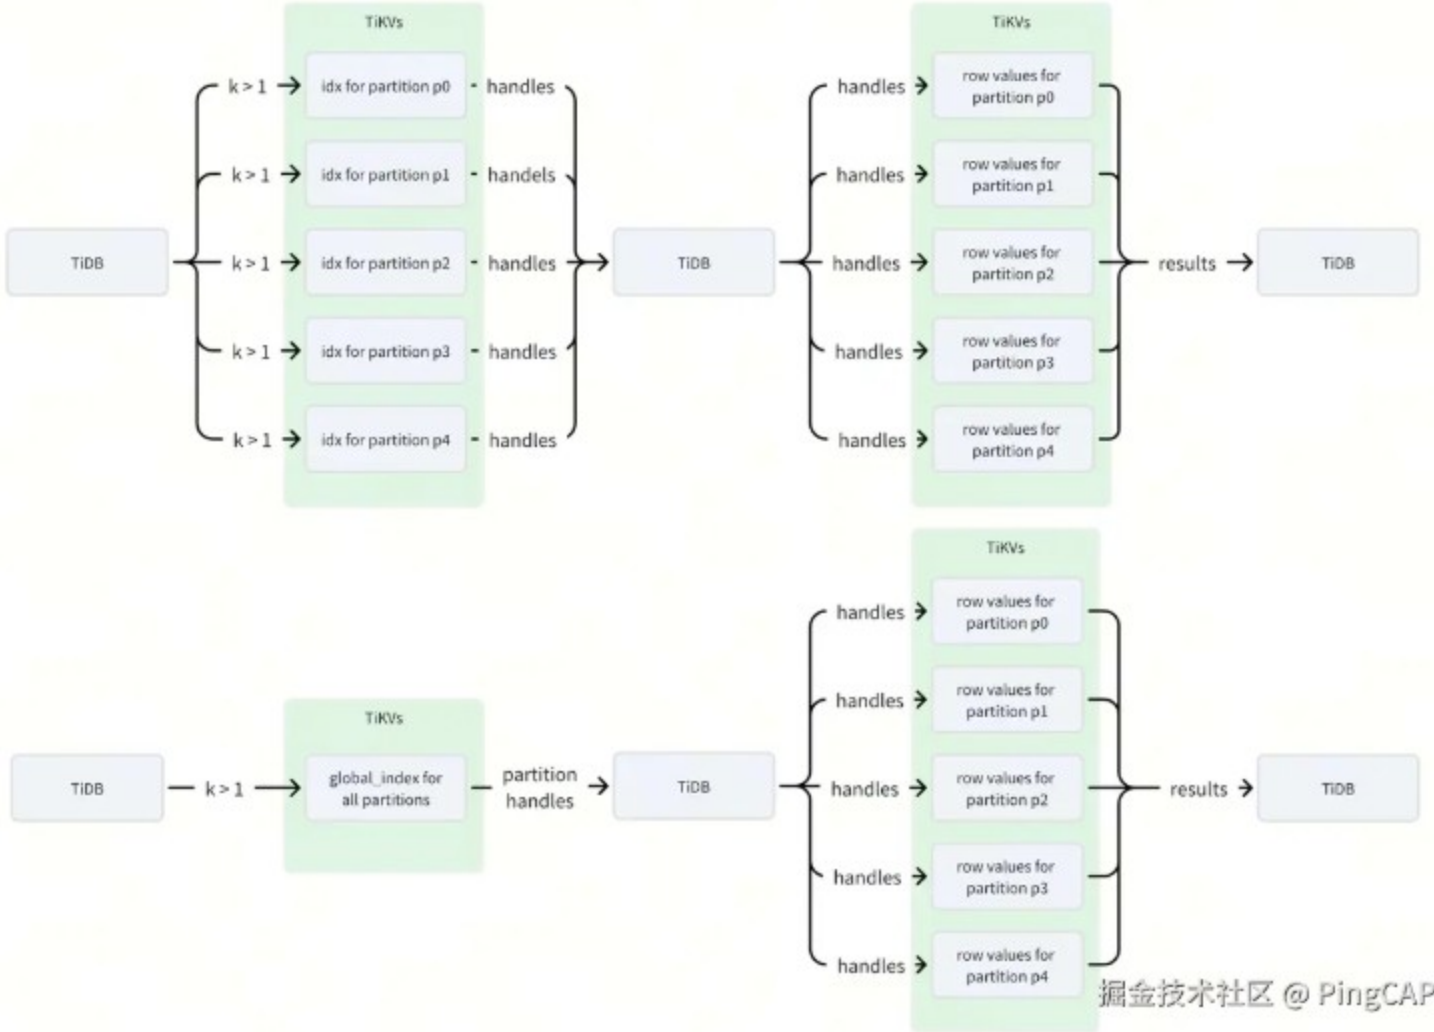 TiKVs
TiKVs
k > 1
idx for partition p0
handles
handles
row values for
partition p0
k > 1
idx for partition p1
handels
handles
row values for
partition p1
TiDB
k > 1
idx for partition p2
handles
TiDB
handles
row values for
partition p2
results
TiDB
k > 1
idx for partition p3
handles
handles
row values for
partition p3
k > 1
idx for partition p4
handles
handles
row values for
partition p4
TiKVs
handles
row values for
partition p0
handles
row values for
partition p1
TiKVs
TiDB
k > 1
global_index for
all partitions
partition
handles
TiDB
handles
row values for
partition p2
results
TiDB
handles
row values for
partition p3
handles
row values for
partition p4
掘金技术社区 @ PingCAP